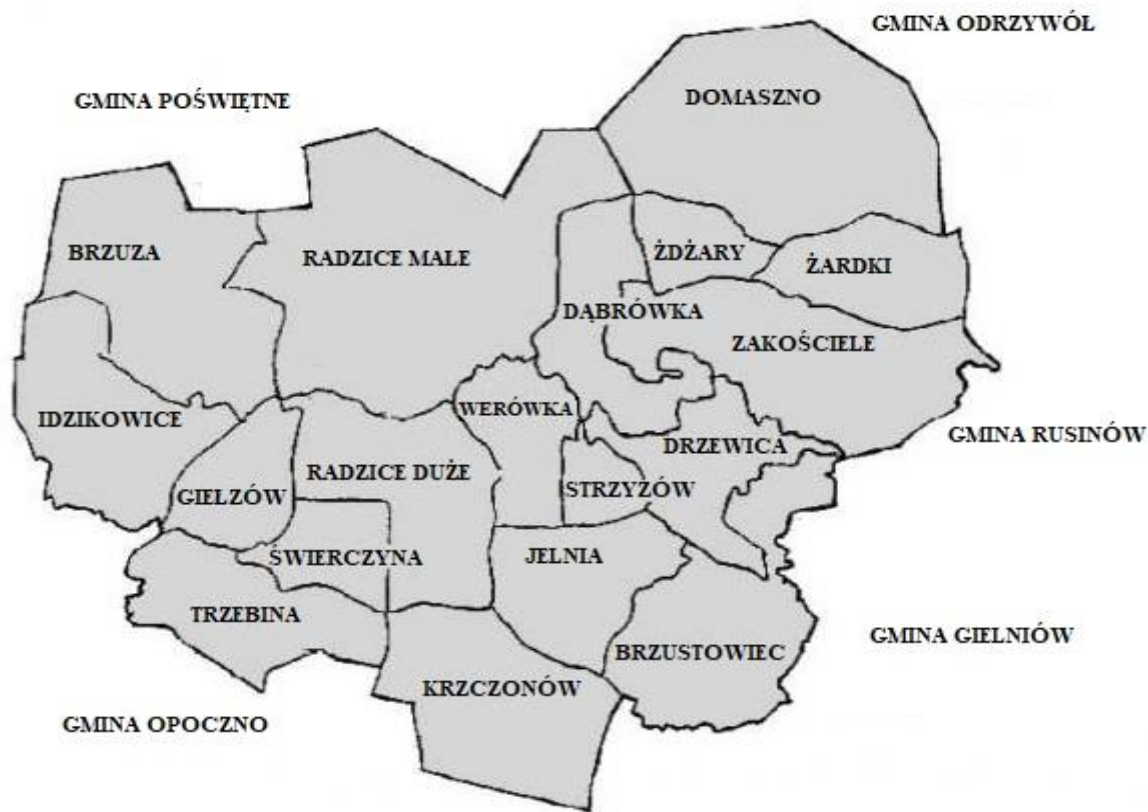 GMINA ODRZYWÓŁ
GMINA POŚWIĘTNE
DOMASZNO
BRZUZA
RADZICE MAŁE
ŻDŻARY
ŻARDKI
DĄBRÓWKA
ZAKOŚCIELE
IDZIKOWICE
WERÓWKA
DRZEWICA
GMINA RUSINÓW
RADZICE DUŻE
GIELZÓW
STRZYŻÓW
ŚWIERCZYNA
JELNIA
TRZEBINA
GMINA GIELNIÓW
BRZUSTOWIEC
KRZCZONÓW
GMINA OPOCZNO